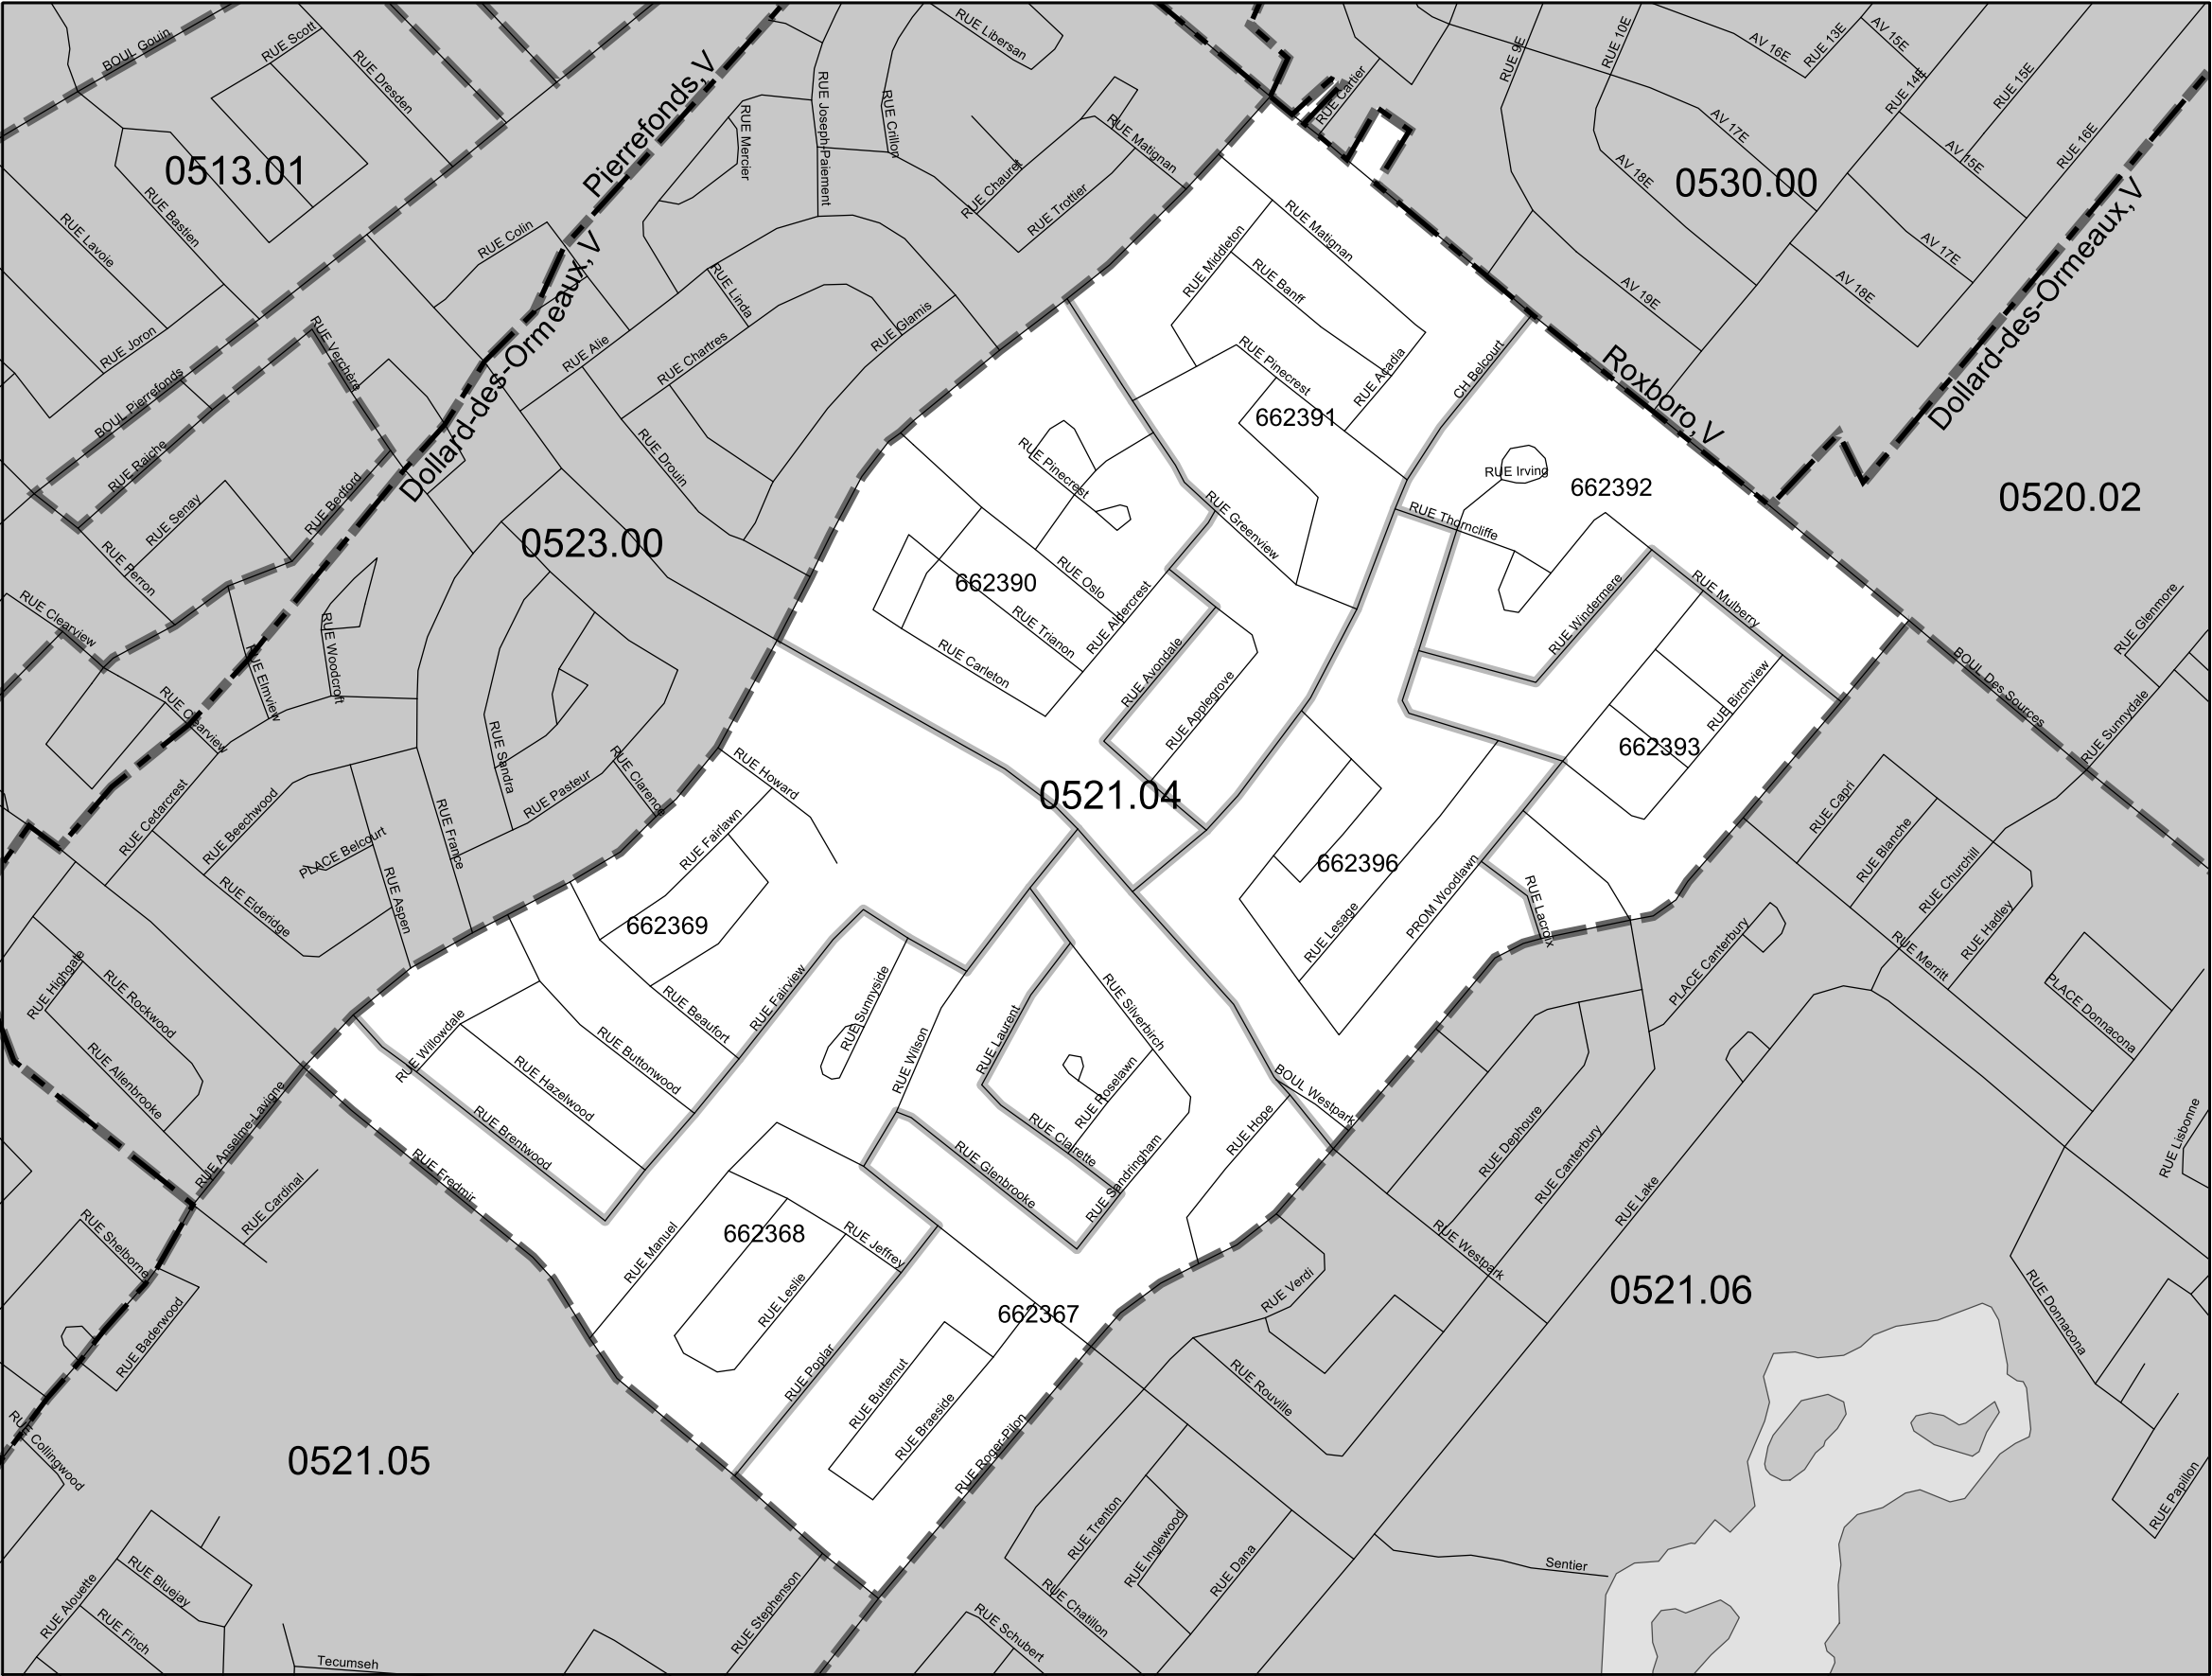 BOUL Gouin
RUE Scott
RUE Dresden
Pierrefonds,V
RUE Mercier
RUE Joseph-Paiement
RUE Crillon
RUE Libersan
RUE Matignan
RUE Chauret
RUE Trottier
RUE Cartier
RUE 9E
RUE 10E
AV 16E
RUE 13E
AV 15E
RUE 14E
RUE 15E
AV 17E
AV 18E
0530.00
AV 15E
RUE 16E
AV 17E
AV 18E
AV 19E
Dollard-des-Ormeaux,V
0513.01
RUE Bastien
RUE Lavoie
RUE Joron
BOUL Pierrefonds
RUE Raiche
RUE Verchère
RUE Colin
Dollard-des-Ormeaux,V
RUE Linda
RUE Alie
RUE Chartres
RUE Glamis
RUE Drouin
RUE Senay
RUE Bedford
RUE Perron
0523.00
RUE Matignan
RUE Middleton
RUE Banff
RUE Pinecrest
RUE Acadia
662391
CH Belcourt
Roxboro,V
RUE Irving
662392
0520.02
RUE Thorncliffe
RUE Pinecrest
RUE Greenview
662390
RUE Oslo
RUE Trianon
RUE Aldercrest
RUE Carleton
RUE Avondale
RUE Applegrove
RUE Windermere
RUE Mulberry
RUE Birchview
662393
RUE Glenmore
BOUL Des Sources
RUE Sunnydale
RUE Clearview
RUE Elmview
RUE Woodcroft
RUE Clearview
RUE Cedarcrest
RUE Beechwood
PLACE Belcourt
RUE Elderidge
RUE Aspen
RUE France
RUE Sandra
RUE Pasteur
RUE Clarence
RUE Howard
RUE Fairlawn
0521.04
662369
RUE Beaufort
RUE Fairview
RUE Sunnyside
662396
RUE Lesage
PROM Woodlawn
RUE Lacroix
RUE Capri
RUE Blanche
RUE Churchill
RUE Hadley
RUE Merritt
PLACE Canterbury
PLACE Donnacona
RUE Highgate
RUE Rockwood
RUE Allenbrooke
RUE Anselme-Lavigne
RUE Willowdale
RUE Buttonwood
RUE Hazelwood
RUE Brentwood
RUE Fredmir
RUE Wilson
RUE Laurent
RUE Silverbirch
RUE Roselawn
RUE Clairette
RUE Glenbrooke
RUE Sandringham
RUE Hope
BOUL Westpark
RUE Dephoure
RUE Canterbury
RUE Lake
RUE Westpark
RUE Lisbonne
RUE Cardinal
RUE Shelborne
RUE Baderwood
RUE Collingwood
RUE Manuel
662368
RUE Jeffrey
RUE Leslie
RUE Poplar
662367
RUE Butternut
RUE Braeside
RUE Roger-Pilon
RUE Verdi
RUE Rouville
0521.06
RUE Donnacona
RUE Papillon
0521.05
RUE Alouette
RUE Bluejay
RUE Finch
Tecumseh
RUE Stephenson
RUE Trenton
RUE Inglewood
RUE Dana
RUE Chatillon
RUE Schubert
Sentier